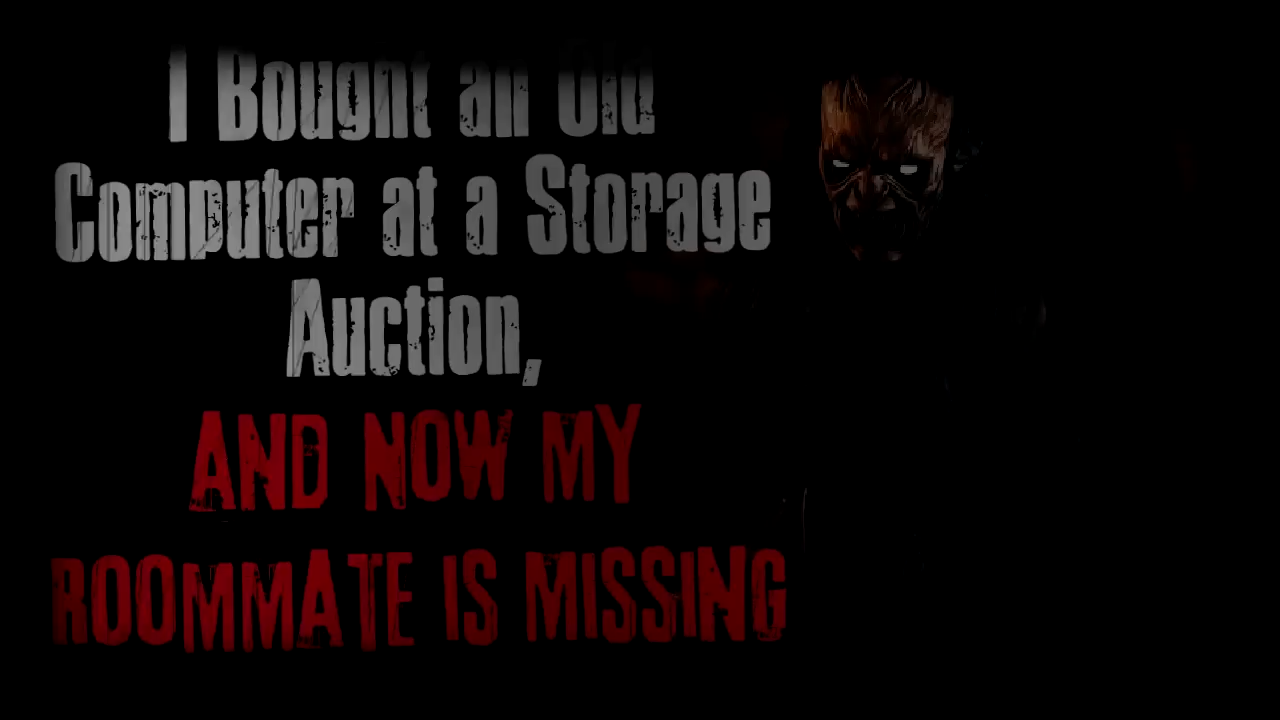 I Bought an Old
Computer at a Storage
Auction,
AND NOW MY
ROOMMATE IS MISSING